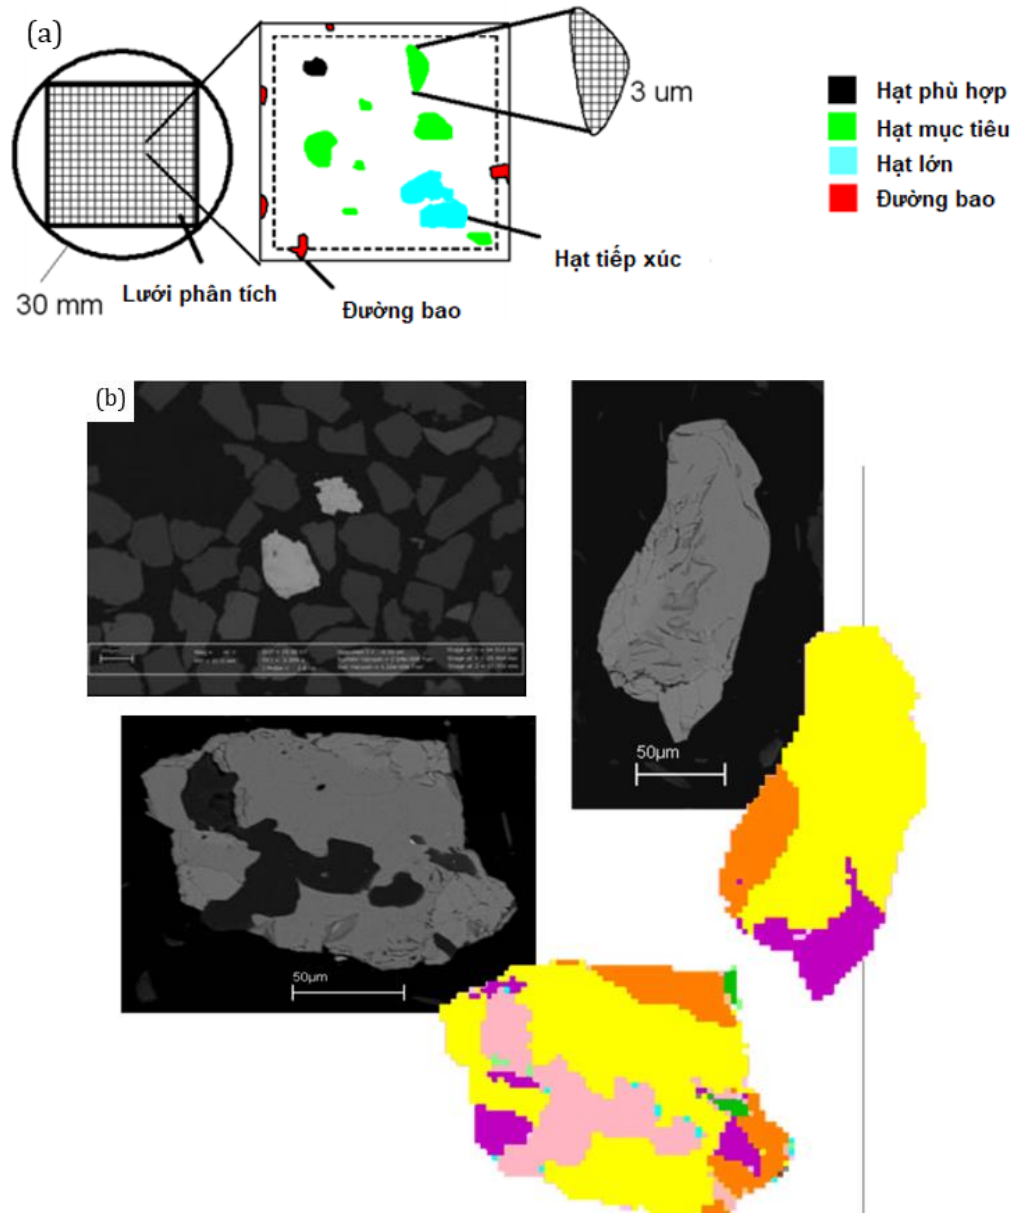 (a)
3 um
Hạt phù hợp
Hạt mục tiêu
Hạt lớn
Đường bao
Hạt tiếp xúc
Lưới phân tích
30 mm
Đường bao
(b)
50µm
50µm